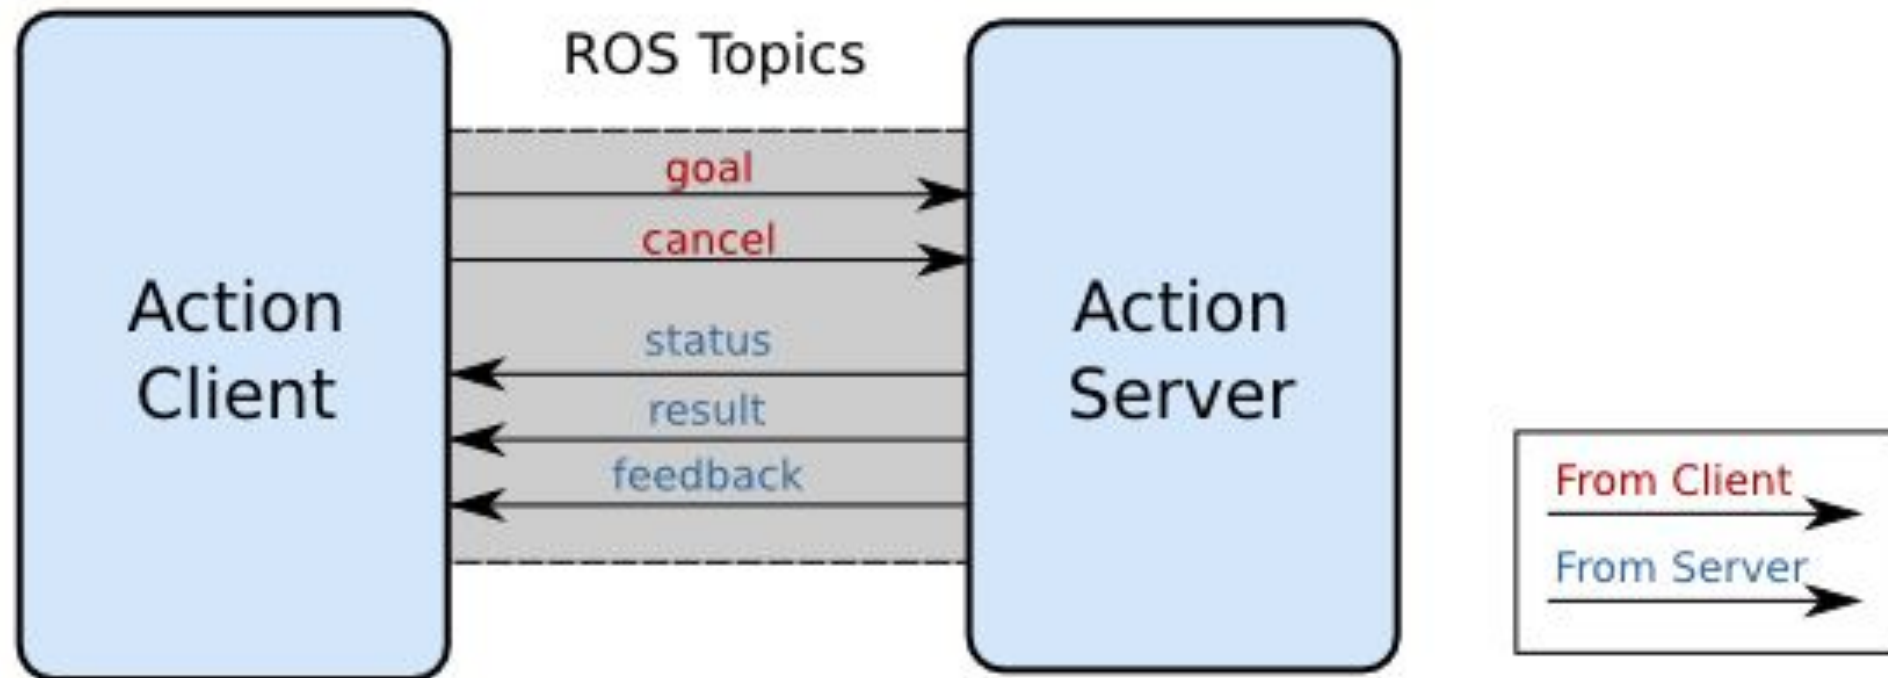 ROS Topics
goal
cancel
status
result
feedback
Action
Client
Action
Server
From Client
From Server